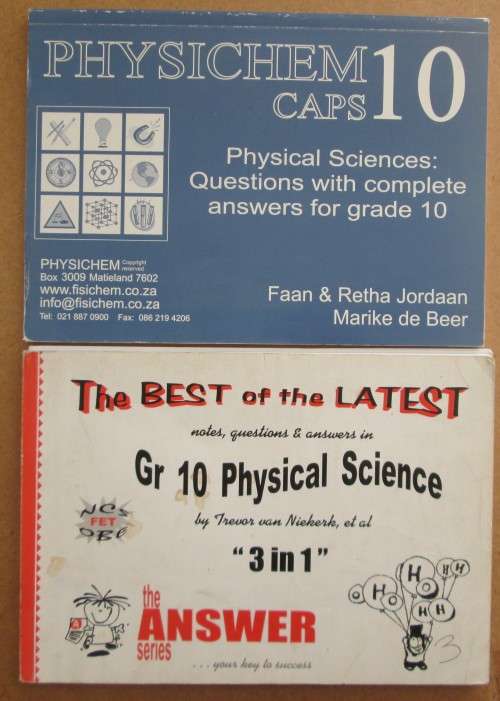 PHYSICHEM 10
CAPS
Physical Sciences:
Questions with complete
answers for grade 10
PHYSICHEM Copyright reserved
Box 3009 Matieland 7602
www.fisichem.co.za
info@fisichem.co.za
Tel: 021 887 0900 Fax: 086 219 4206
Faan & Retha Jordaan
Marike de Beer
The BEST of the LATEST
notes, questions & answers in
Gr 10 Physical Science
by Trevor van Niekerk, et al
NCS
FET
OBE
"3 in 1"
the
ANSWER
series
...your key to success
H
H
H
O
H
O
H
H
O
3